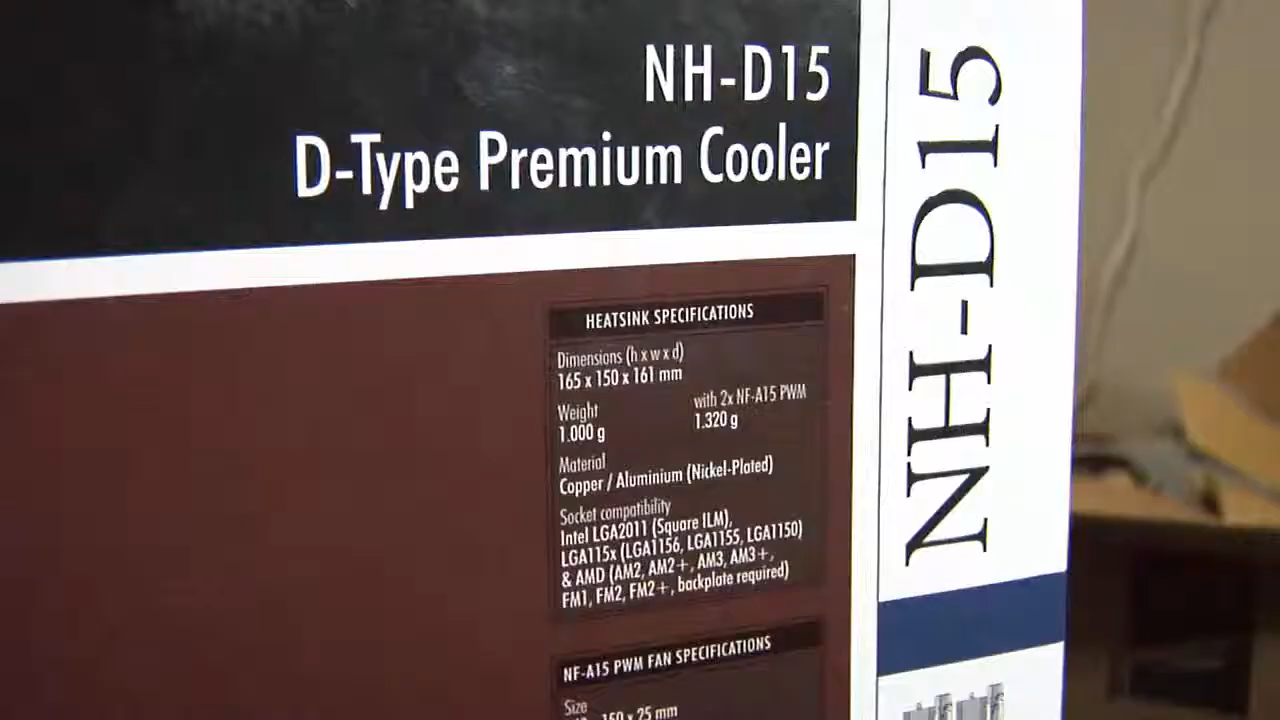 NH-D15
D-Type Premium Cooler
HEATSINK SPECIFICATIONS
Dimensions (h x w x d)
165 x 150 x 161 mm
Weight
with 2x NF-A15 PWM
1.000 g
1.320 g
Material
Copper / Aluminium (Nickel-Plated)
Socket compatibility
Intel LGA2011 (Square ILM),
LGA115x (LGA1156, LGA1155, LGA1150)
& AMD (AM2, AM2+, AM3, AM3+,
FM1, FM2, FM2+, backplate required)
NF-A15 PWM FAN SPECIFICATIONS
Size
150 x 25 mm
NH-D15